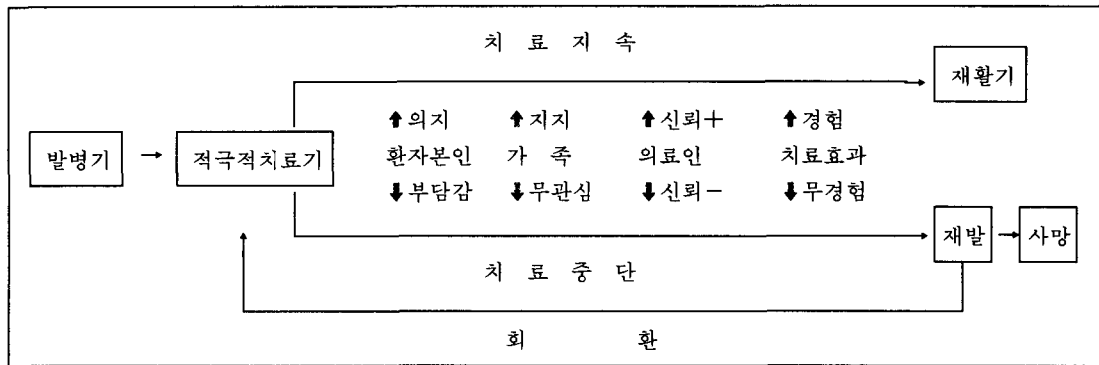 치 료 지 속
재활기
⬆의지 ⬆지지 ⬆신뢰+ ⬆경험
발병기 → 적극적치료기 환자본인 가 족 의료인 치료효과
⬇부담감 ⬇무관심 ⬇신뢰- ⬇무경험
재발 → 사망
치 료 중 단
회 환